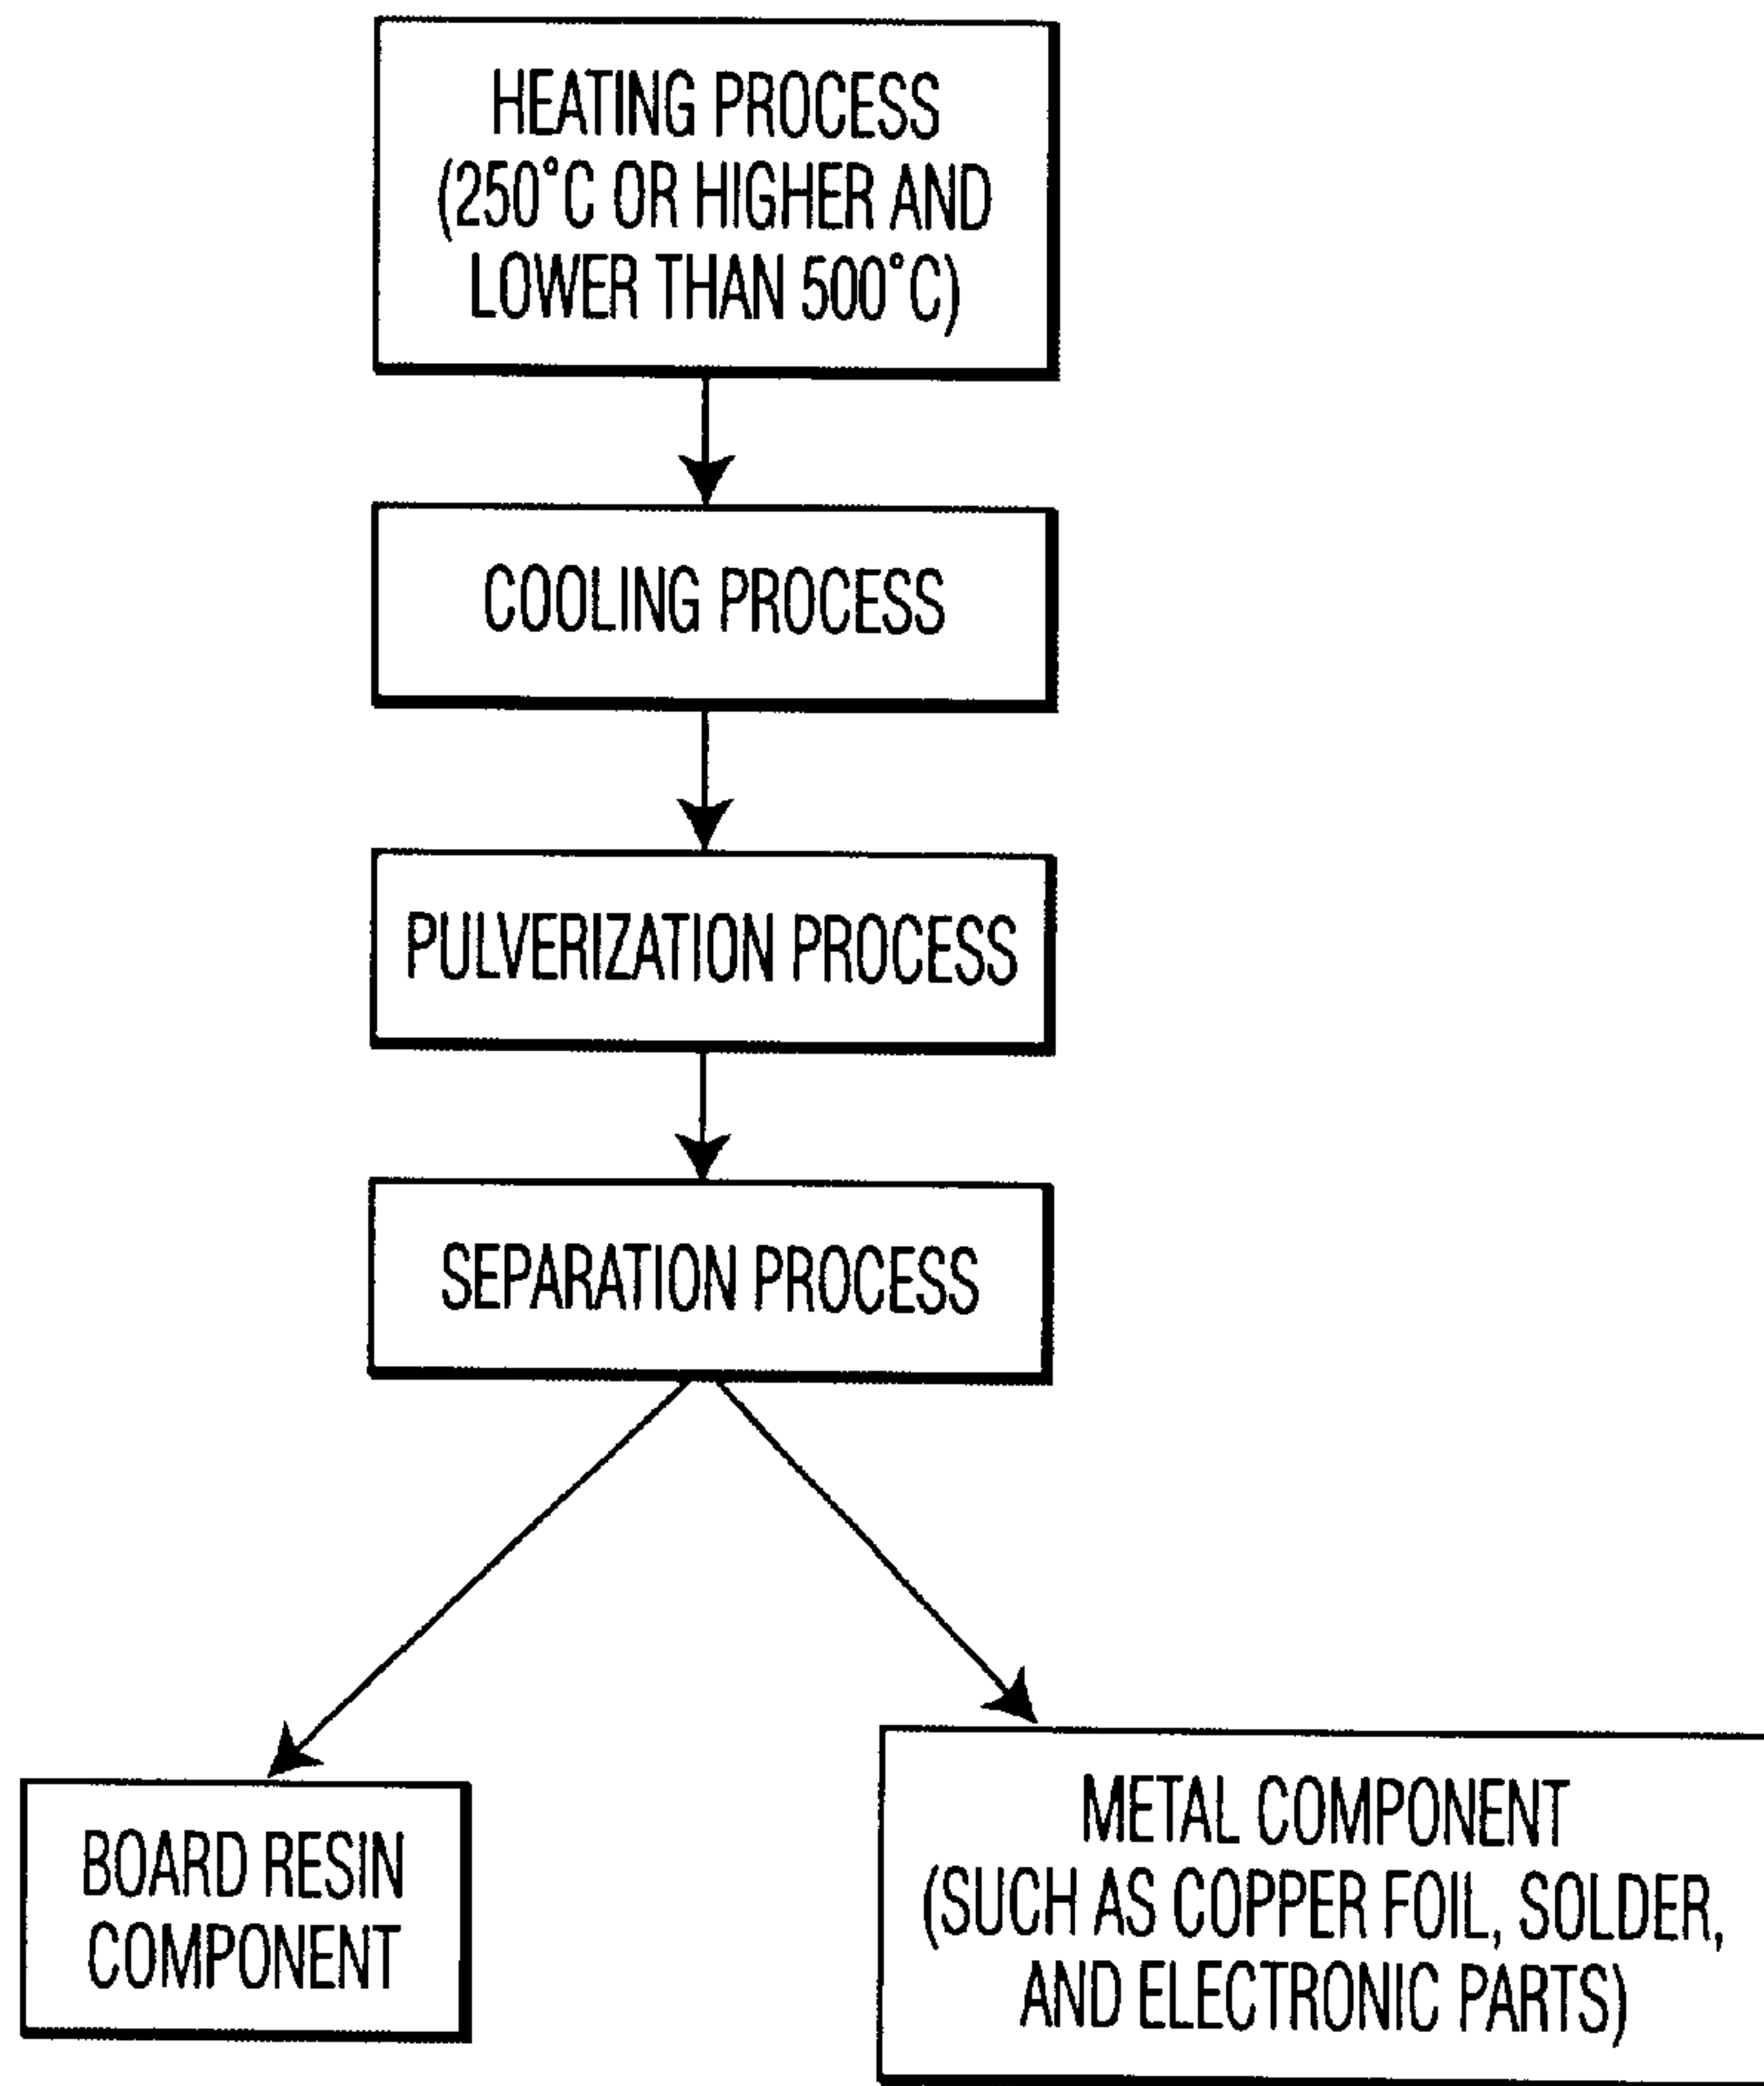 HEATING PROCESS
(250°C OR HIGHER AND
LOWER THAN 500°C)
COOLING PROCESS
PULVERIZATION PROCESS
SEPARATION PROCESS
BOARD RESIN
COMPONENT
METAL COMPONENT
(SUCH AS COPPER FOIL, SOLDER,
AND ELECTRONIC PARTS)